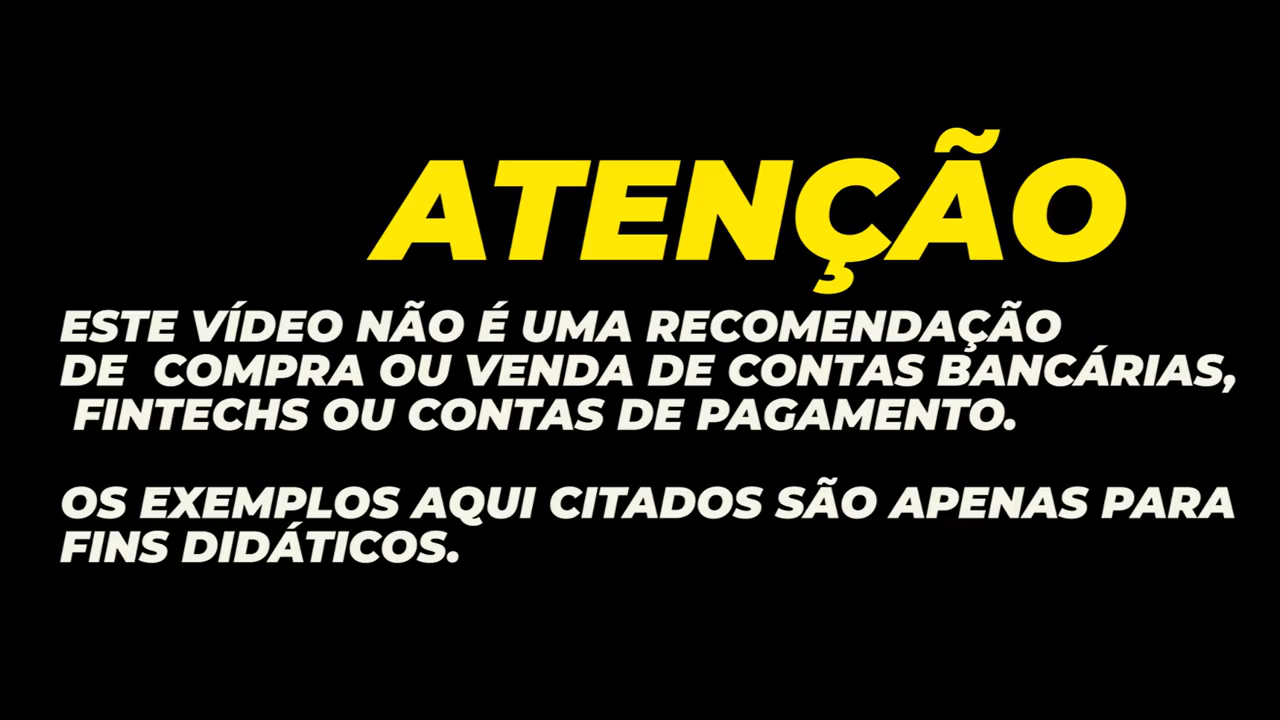 ATENÇÃO
ESTE VÍDEO NÃO É UMA RECOMENDAÇÃO
DE COMPRA OU VENDA DE CONTAS BANCÁRIAS,
FINTECHS OU CONTAS DE PAGAMENTO.
OS EXEMPLOS AQUI CITADOS SÃO APENAS PARA
FINS DIDÁTICOS.